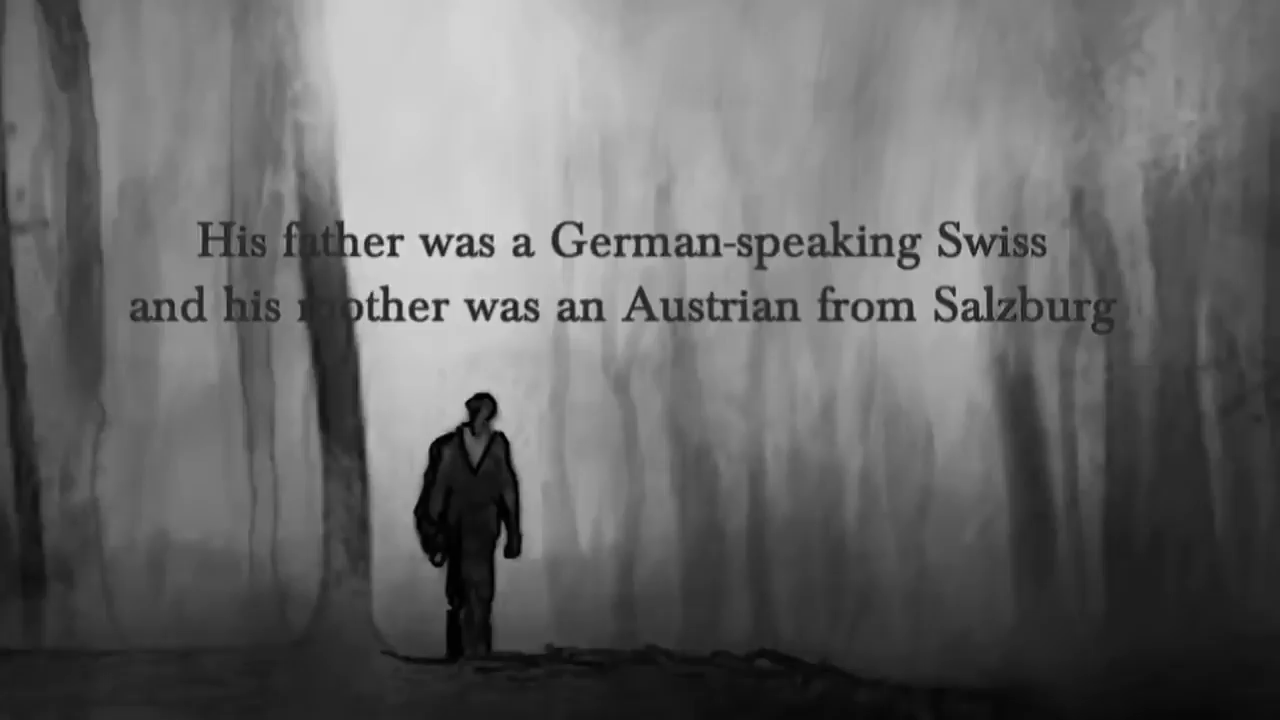 His father was a German-speaking Swiss
and his mother was an Austrian from Salzburg